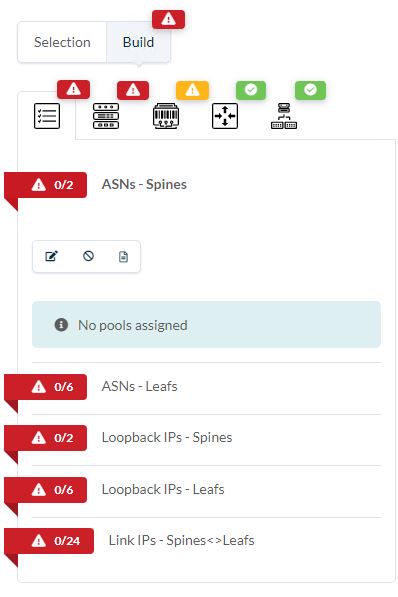 Selection
Build
0/2 ASNs - Spines
No pools assigned
0/6 ASNs - Leafs
0/2 Loopback IPs - Spines
0/6 Loopback IPs - Leafs
0/24 Link IPs - Spines<>Leafs